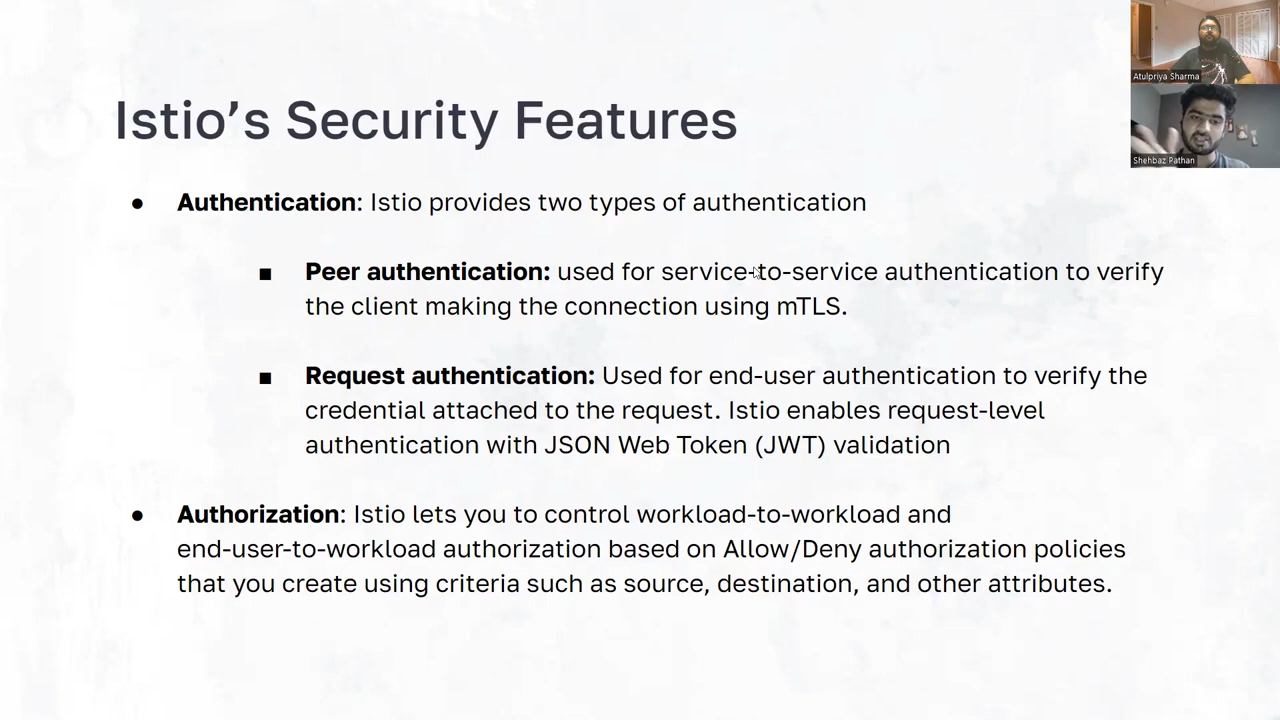 Istio’s Security Features
● Authentication: Istio provides two types of authentication
■ Peer authentication: used for service-to-service authentication to verify
the client making the connection using mTLS.
■ Request authentication: Used for end-user authentication to verify the
credential attached to the request. Istio enables request-level
authentication with JSON Web Token (JWT) validation
● Authorization: Istio lets you to control workload-to-workload and
end-user-to-workload authorization based on Allow/Deny authorization policies
that you create using criteria such as source, destination, and other attributes.
Atulpriya Sharma
Shehbaz Pathan